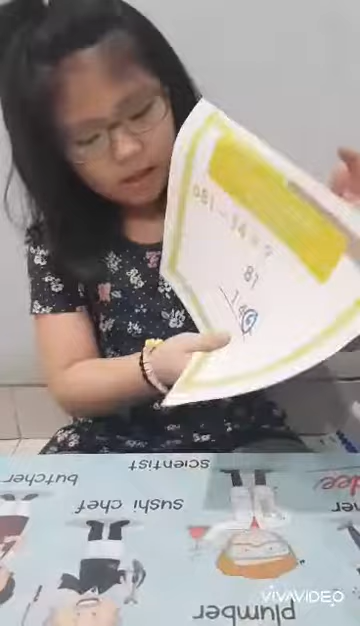 81 - 14 = ?
81
14
scientist
butcher
sushi chef
plumber
VIVAVIDEO